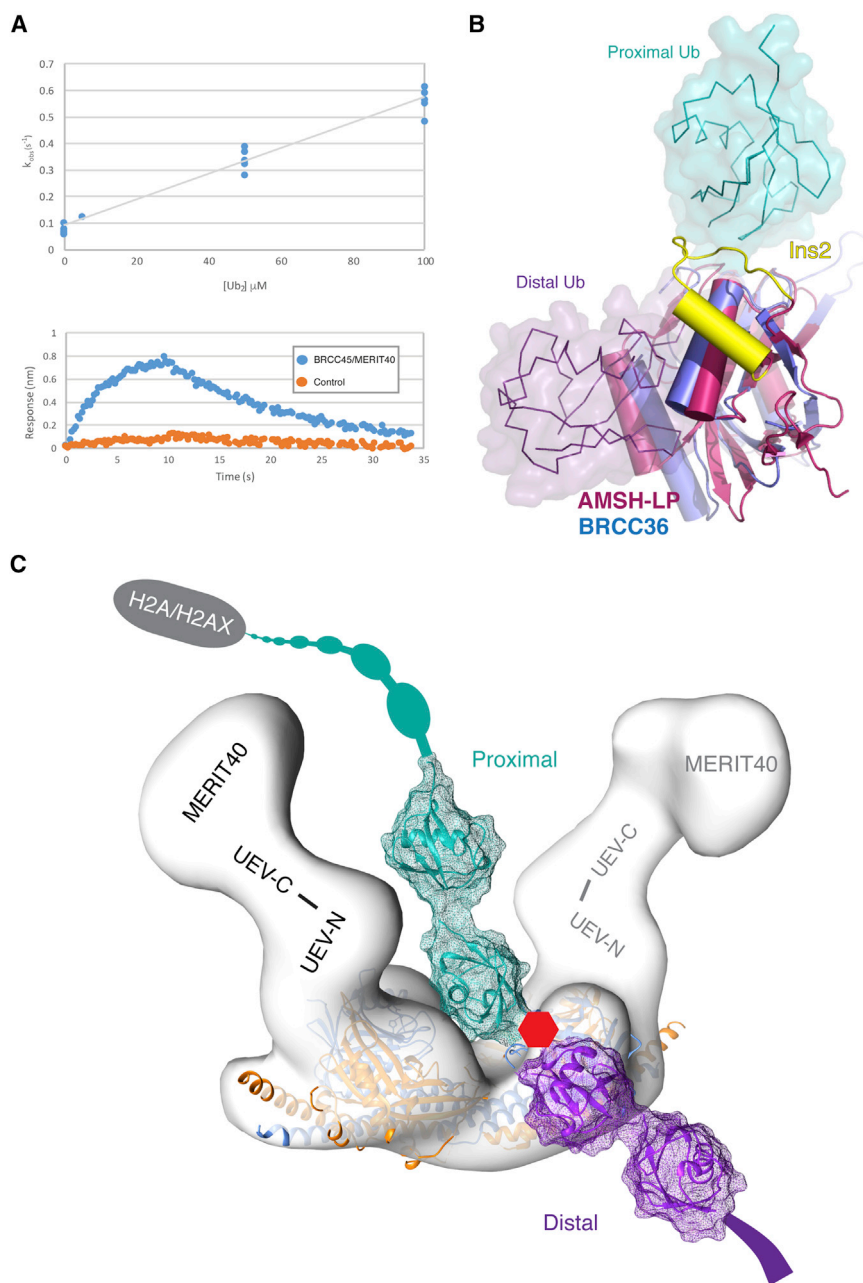 A
0.7
0.6
0.5
0.4
0.3
0.2
0.1
0
k obs (s⁻¹)
0 20 40 60 80 100
[Ub₂] μM
1
0.8
0.6
0.4
0.2
0
Response (nm)
BRCC45/MERIT40
Control
0 5 10 15 20 25 30 35
Time (s)
B
Proximal Ub
Ins2
Distal Ub
AMSH-LP
BRCC36
C
H2A/H2AX
Proximal
MERIT40
UEV-C
UEV-N
MERIT40
UEV-C
UEV-N
Distal